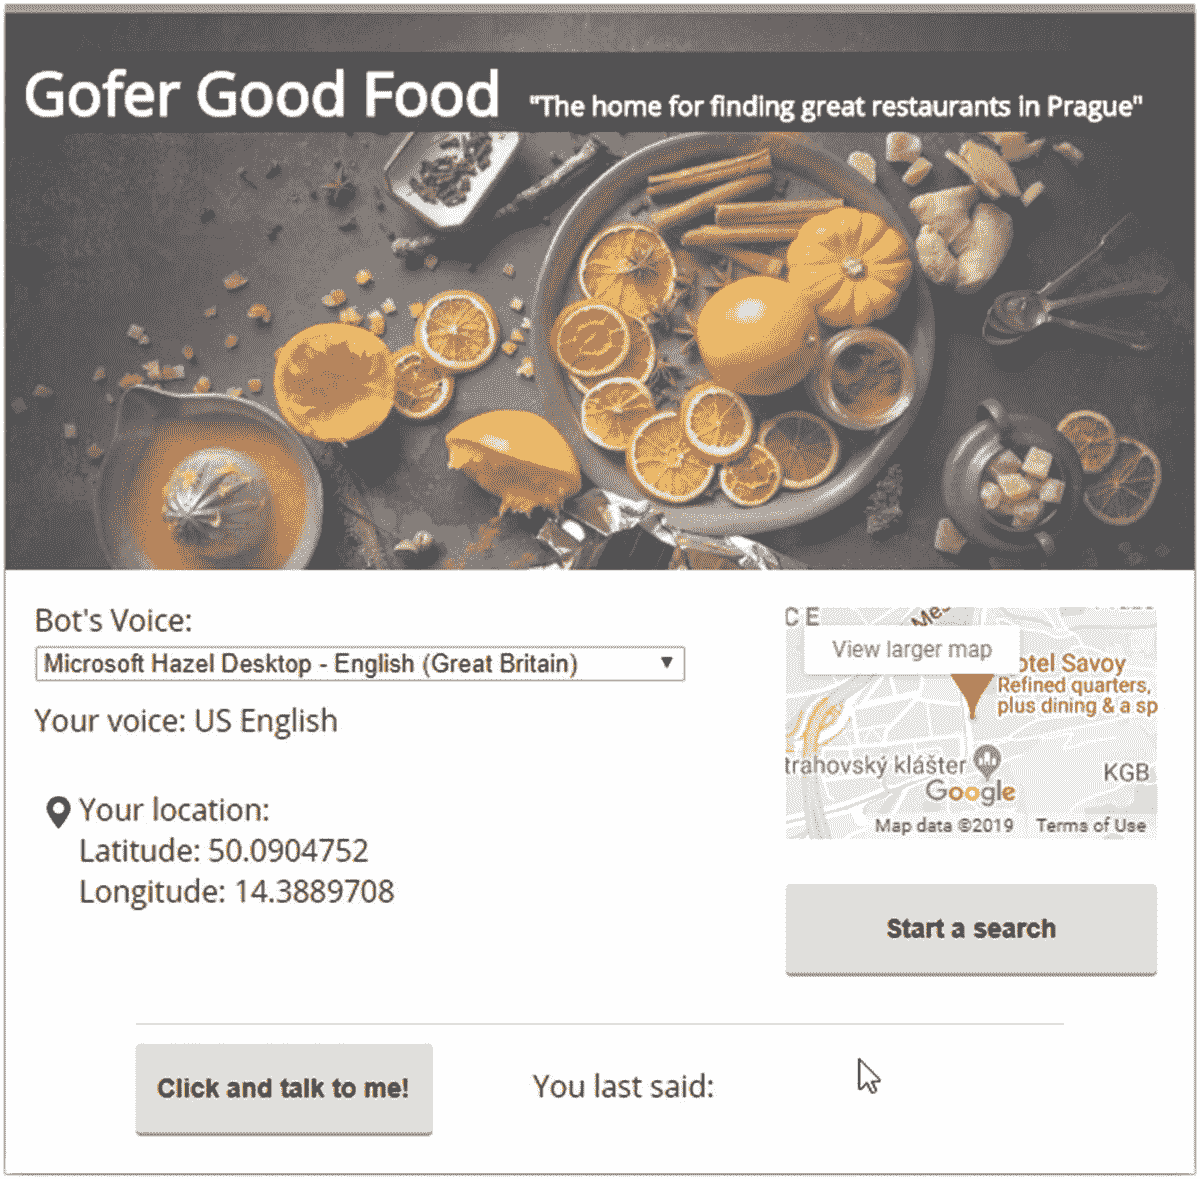 Gofer Good Food "The home for finding great restaurants in Prague"
Bot's Voice:
Microsoft Hazel Desktop - English (Great Britain)
Your voice: US English
Your location:
Latitude: 50.0904752
Longitude: 14.3889708
View larger map
otel Savoy
Refined quarters,
plus dining & a sp
trahovský klášter
KGB
Google
Map data ©2019 Terms of Use
Start a search
Click and talk to me!
You last said: